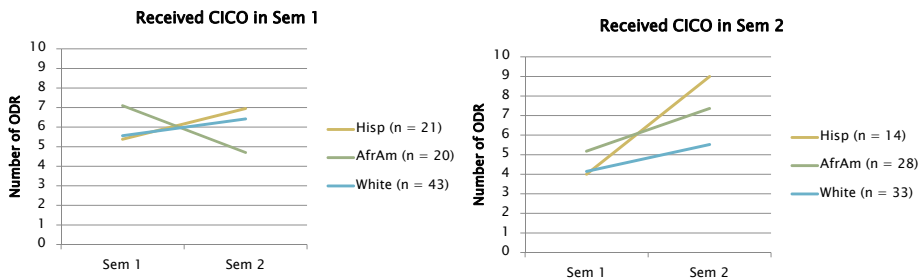 Received CICO in Sem 1
10
9
8
7
6
5
4
3
2
1
0
Number of ODR
Sem 1
Sem 2
Hisp (n = 21)
AfrAm (n = 20)
White (n = 43)
Received CICO in Sem 2
10
9
8
7
6
5
4
3
2
1
0
Number of ODR
Sem 1
Sem 2
Hisp (n = 14)
AfrAm (n = 28)
White (n = 33)